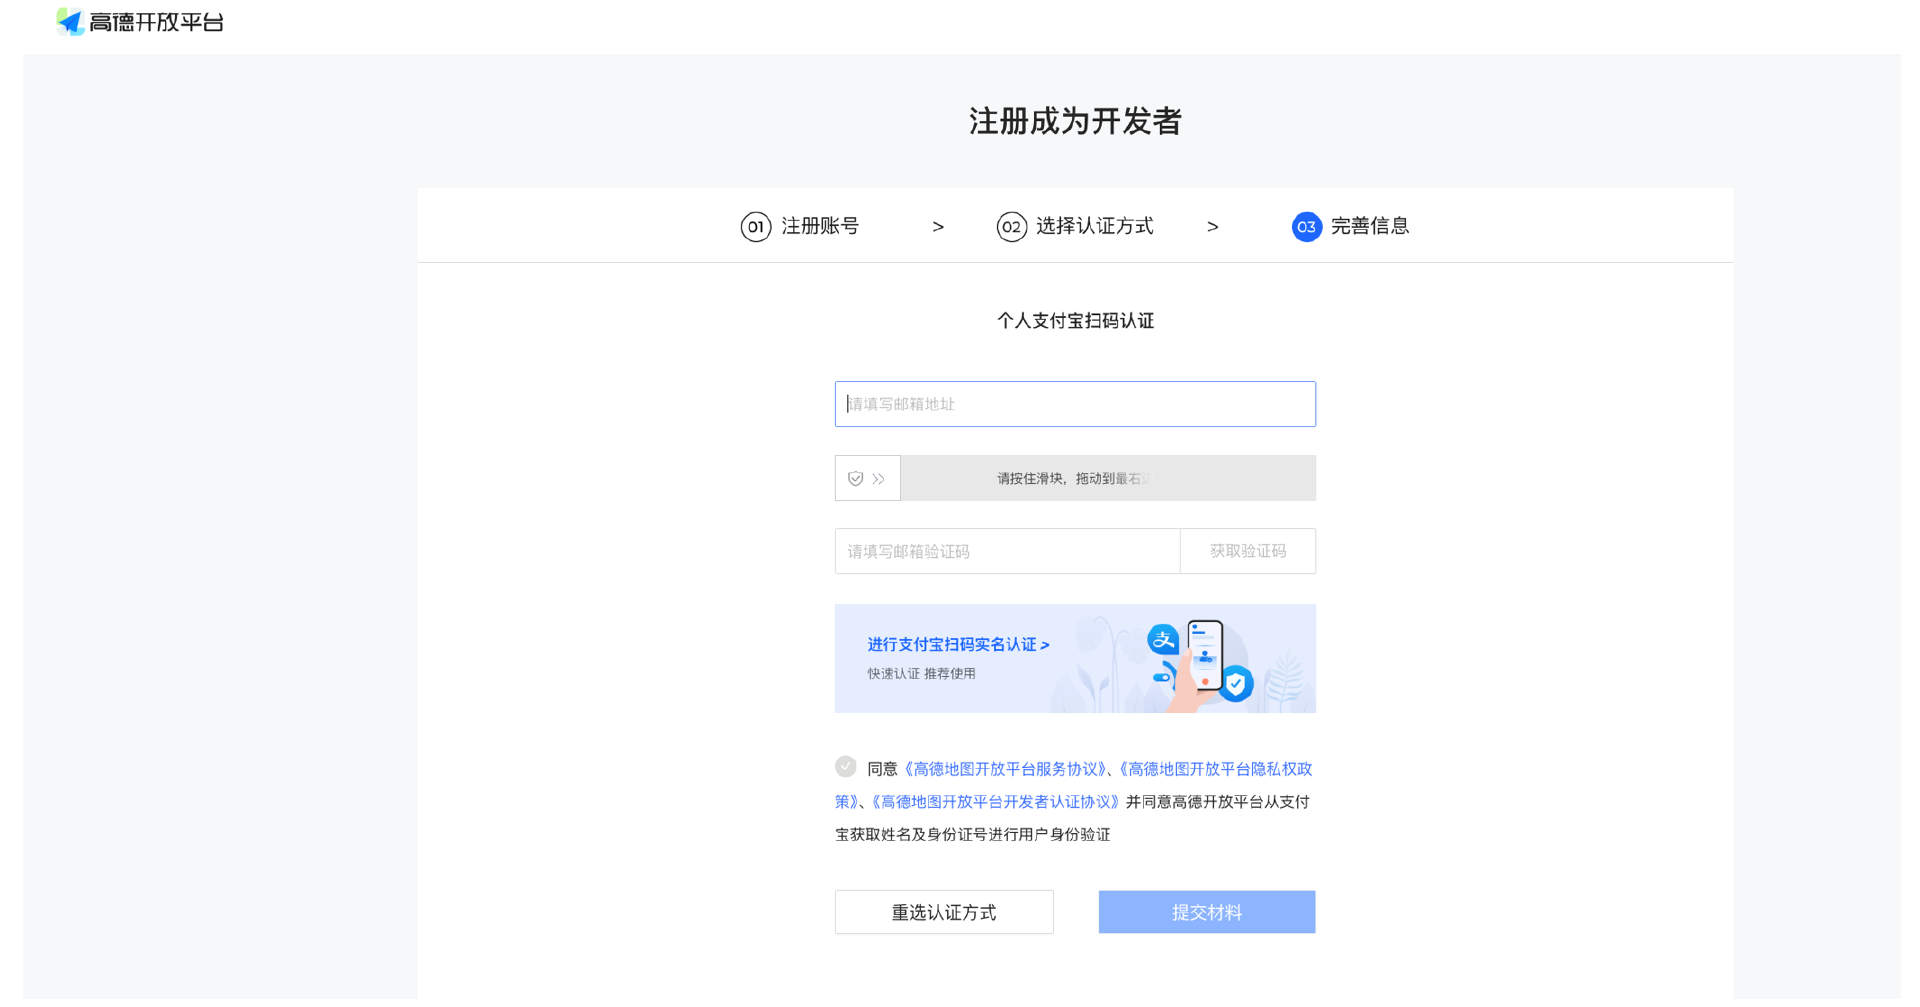 高德开放平台
注册成为开发者
01 注册账号 > 02 选择认证方式 > 03 完善信息
个人支付宝扫码认证
请填写邮箱地址
请按住滑块，拖动到最右边
请填写邮箱验证码 获取验证码
进行支付宝扫码实名认证 >
快速认证 推荐使用
支
同意《高德地图开放平台服务协议》、《高德地图开放平台隐私权政
策》、《高德地图开放平台开发者认证协议》并同意高德开放平台从支付
宝获取姓名及身份证号进行用户身份验证
重选认证方式 提交材料